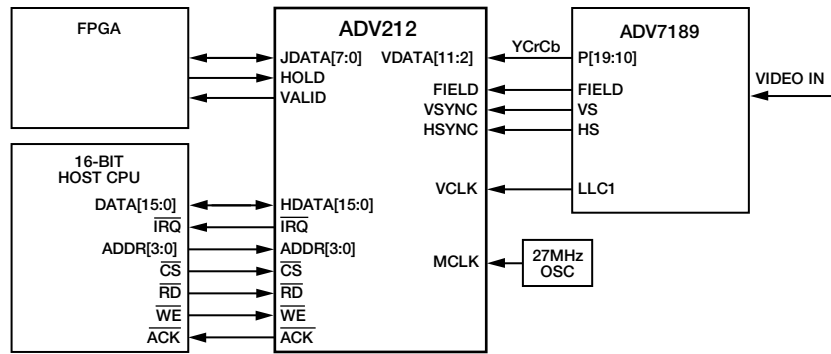 FPGA
ADV212
JDATA[7:0]
HOLD
VALID
VDATA[11:2]
FIELD
VSYNC
HSYNC
VCLK
MCLK
HDATA[15:0]
IRQ
ADDR[3:0]
CS
RD
WE
ACK
YCrCb
ADV7189
P[19:10]
FIELD
VS
HS
LLC1
VIDEO IN
27MHz
OSC
16-BIT
HOST CPU
DATA[15:0]
IRQ
ADDR[3:0]
CS
RD
WE
ACK